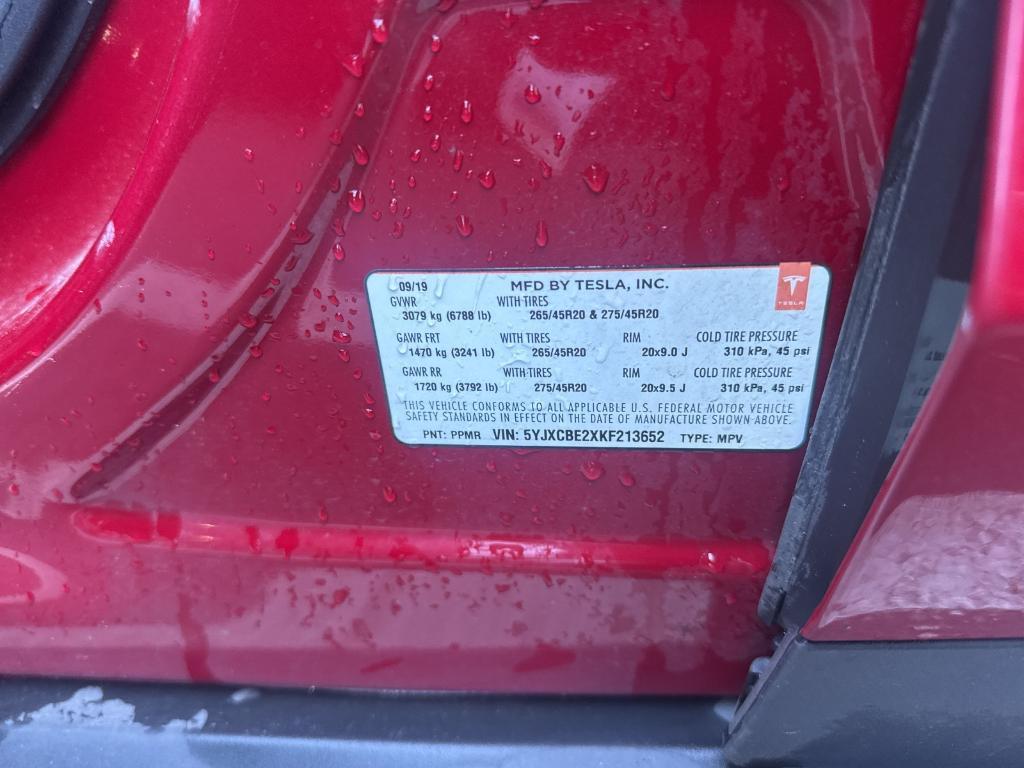 09/19 MFD BY TESLA, INC.
TESLA
GVWR WITH TIRES
3079 kg (6788 lb) 265/45R20 & 275/45R20
GAWR FRT WITH TIRES RIM COLD TIRE PRESSURE
1470 kg (3241 lb) 265/45R20 20x9.0 J 310 kPa, 45 psi
GAWR RR WITH TIRES RIM COLD TIRE PRESSURE
1720 kg (3792 lb) 275/45R20 20x9.5 J 310 kPa, 45 psi
THIS VEHICLE CONFORMS TO ALL APPLICABLE U.S. FEDERAL MOTOR VEHICLE
SAFETY STANDARDS IN EFFECT ON THE DATE OF MANUFACTURE SHOWN ABOVE.
PNT: PPMR VIN: 5YJXCBE2XKF213652 TYPE: MPV